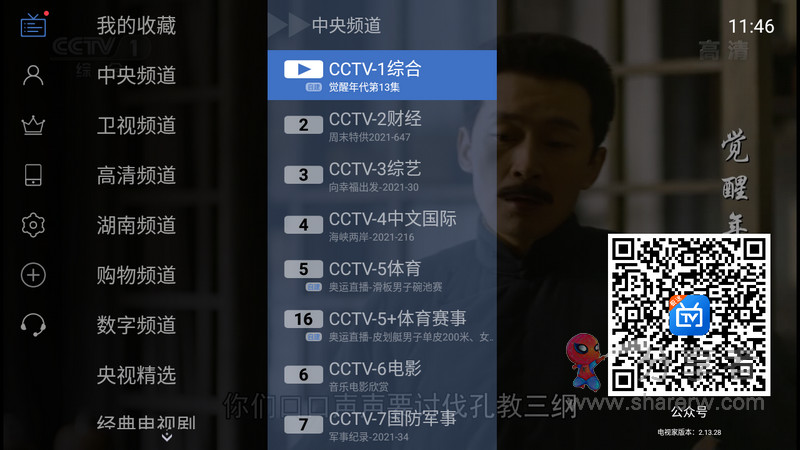 我的收藏
中央频道
卫视频道
高清频道
湖南频道
购物频道
数字频道
央视精选
经典电视剧
CCTV 1
综合
中央频道
CCTV-1综合
觉醒年代第13集
2
CCTV-2财经
周末特供2021-647
3
CCTV-3综艺
向幸福出发-2021-30
4
CCTV-4中文国际
海峡两岸-2021-216
5
CCTV-5体育
奥运直播-滑板男子碗池赛
16
CCTV-5+体育赛事
奥运直播-皮划艇男子单皮200米、女..
6
CCTV-6电影
音乐电影欣赏
7
CCTV-7国防军事
军事纪录-2021-34
11:46
高清
觉醒年
TV
www.sharerw.com
公众号
电视家版本：2.13.28
你们口口声声要讨伐孔教三纲